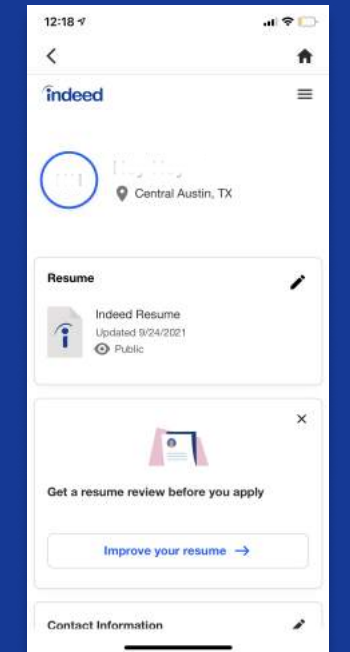 12:18
indeed
Central Austin, TX
Resume
Indeed Resume
Updated 9/24/2021
Public
Get a resume review before you apply
Improve your resume →
Contact Information